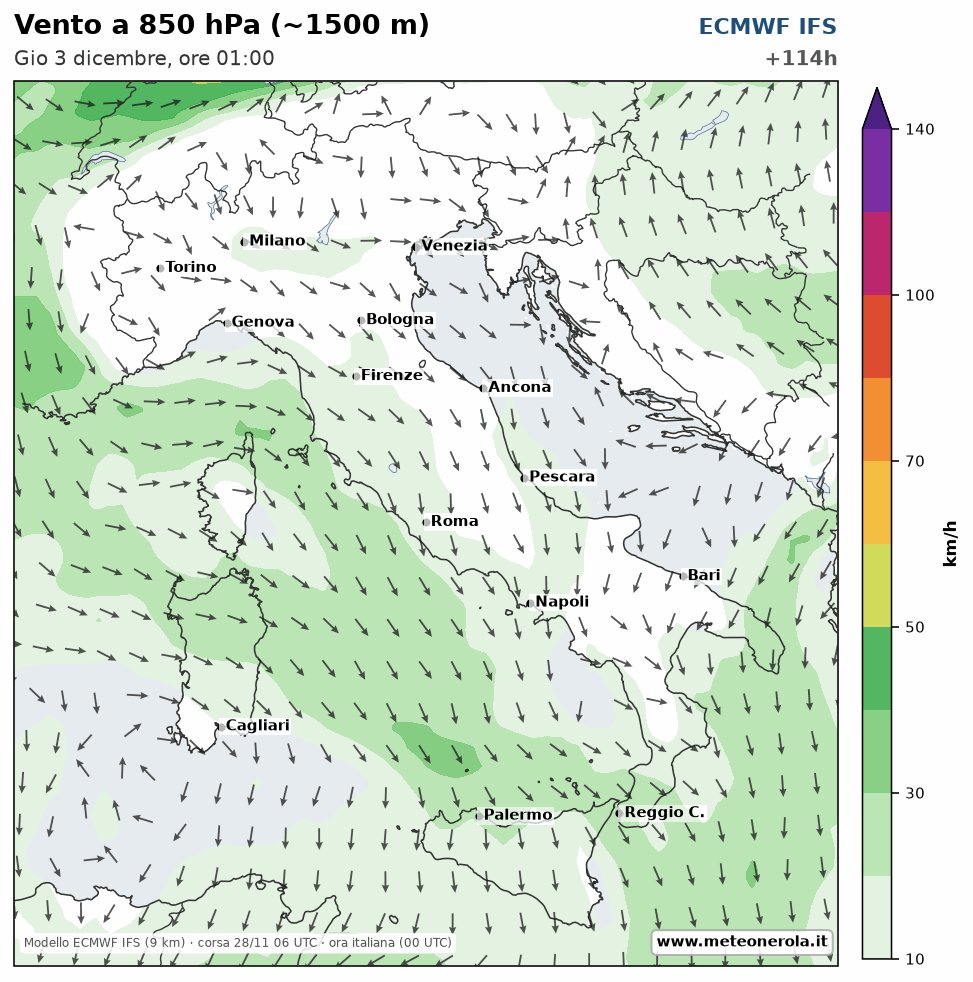 Vento a 850 hPa (~1500 m)
ECMWF IFS
Gio 3 dicembre, ore 01:00
+114h
140
100
70
50
30
10
km/h
Milano
Venezia
Torino
Genova
Bologna
Firenze
Ancona
Pescara
Roma
Bari
Napoli
Cagliari
Palermo
Reggio C.
Modello ECMWF IFS (9 km) · corsa 28/11 06 UTC · ora italiana (00 UTC)
www.meteonerola.it